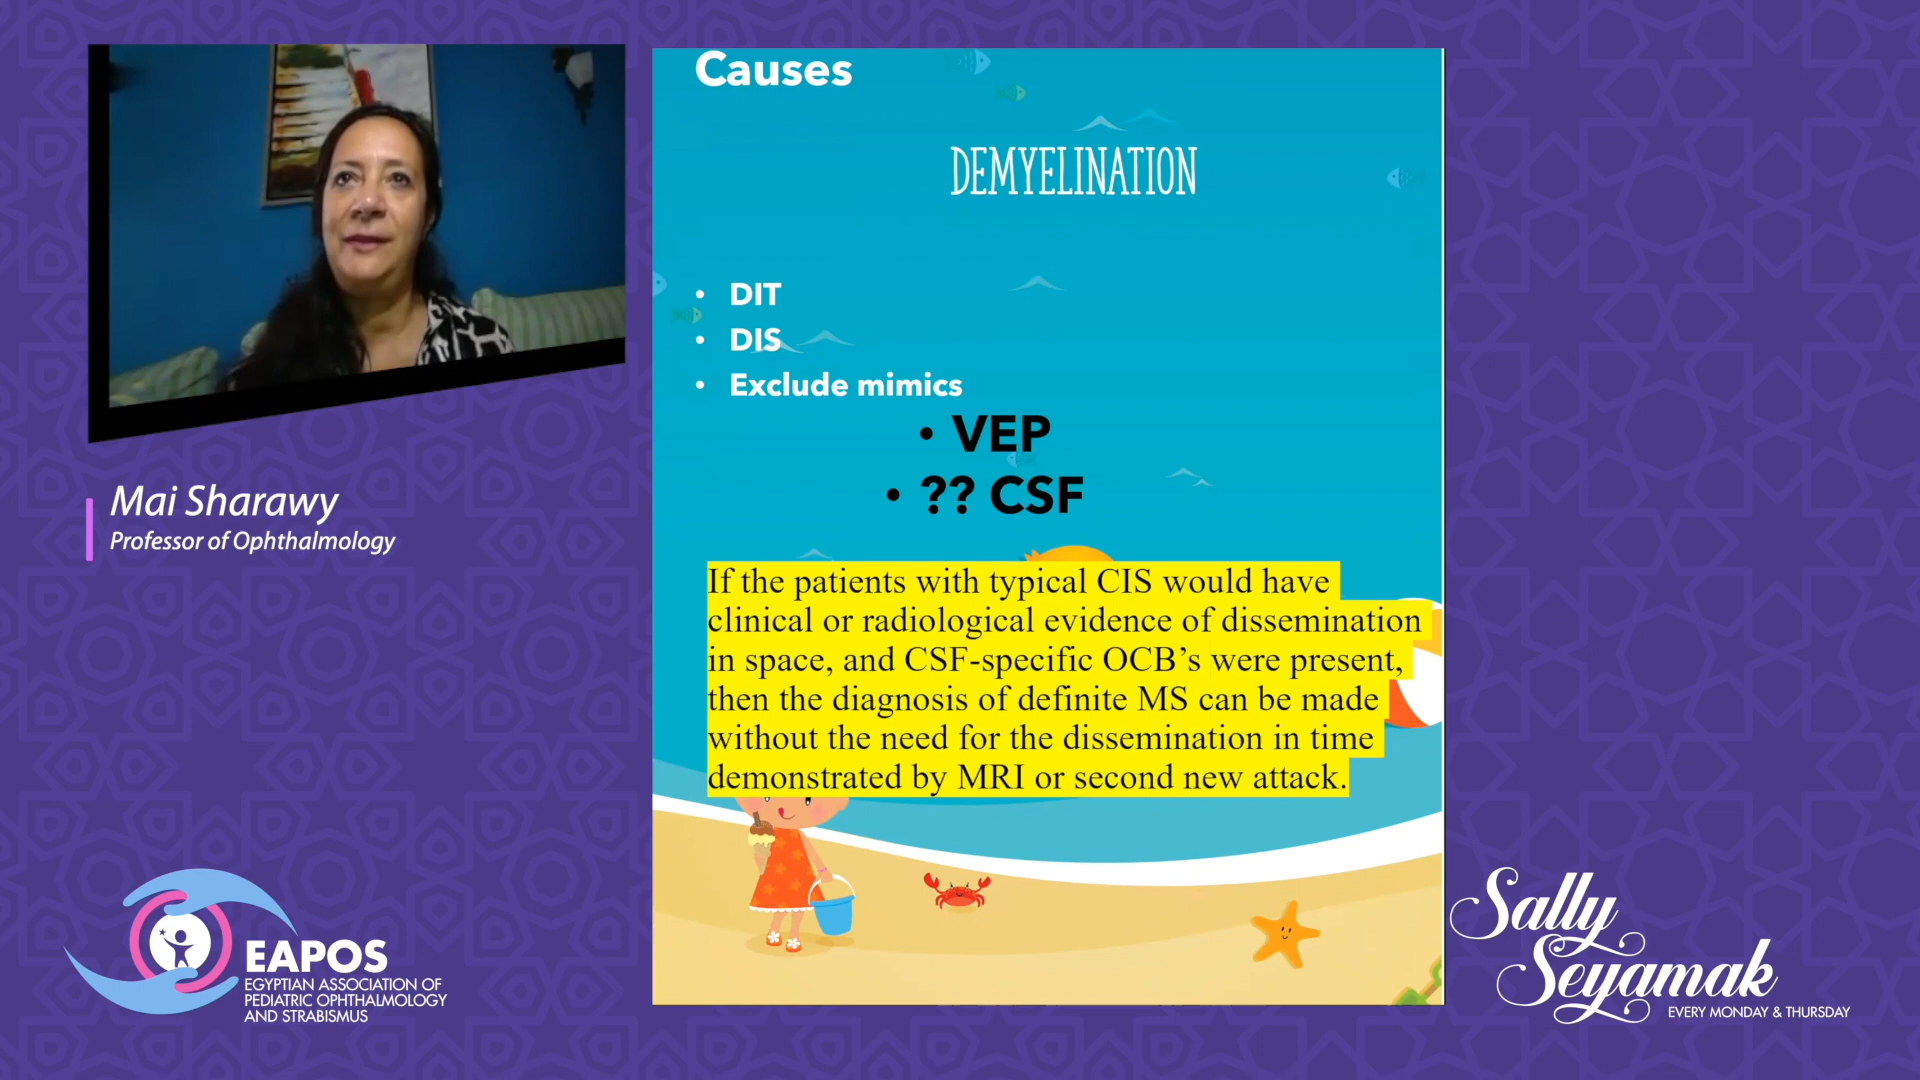 Causes
DEMYELINATION
• DIT
• DIS
• Exclude mimics
• VEP
• ?? CSF
If the patients with typical CIS would have
clinical or radiological evidence of dissemination
in space, and CSF-specific OCB’s were present,
then the diagnosis of definite MS can be made
without the need for the dissemination in time
demonstrated by MRI or second new attack.
Mai Sharawy
Professor of Ophthalmology
EAPOS
EGYPTIAN ASSOCIATION OF
PEDIATRIC OPHTHALMOLOGY
AND STRABISMUS
Sally
Seyamak
EVERY MONDAY & THURSDAY